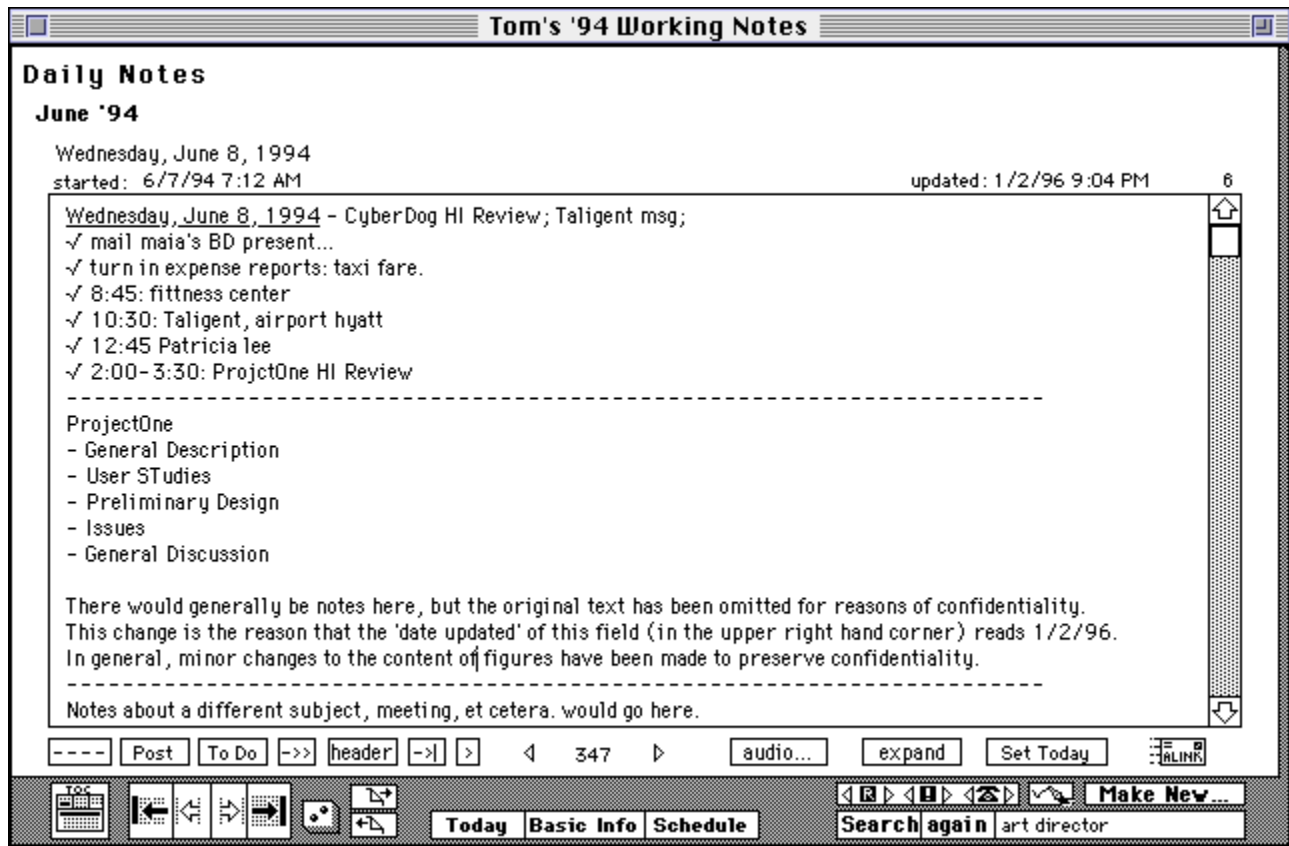 Tom's '94 Working Notes
Daily Notes
June '94
Wednesday, June 8, 1994
started: 6/7/94 7:12 AM updated: 1/2/96 9:04 PM 6
Wednesday, June 8, 1994 - CyberDog HI Review; Taligent msg;
√ mail maia's BD present...
√ turn in expense reports: taxi fare.
√ 8:45: fittness center
√ 10:30: Taligent, airport hyatt
√ 12:45 Patricia lee
√ 2:00-3:30: ProjctOne HI Review
--------------------------------------------------------------------------
ProjectOne
- General Description
- User STudies
- Preliminary Design
- Issues
- General Discussion
There would generally be notes here, but the original text has been omitted for reasons of confidentiality.
This change is the reason that the 'date updated' of this field (in the upper right hand corner) reads 1/2/96.
In general, minor changes to the content of figures have been made to preserve confidentiality.
--------------------------------------------------------------------------
Notes about a different subject, meeting, et cetera. would go here.
---- Post To Do ->> header ->| > 347 audio... expand Set Today ALINK
TOC R Make New...
Today Basic Info Schedule Search again art director